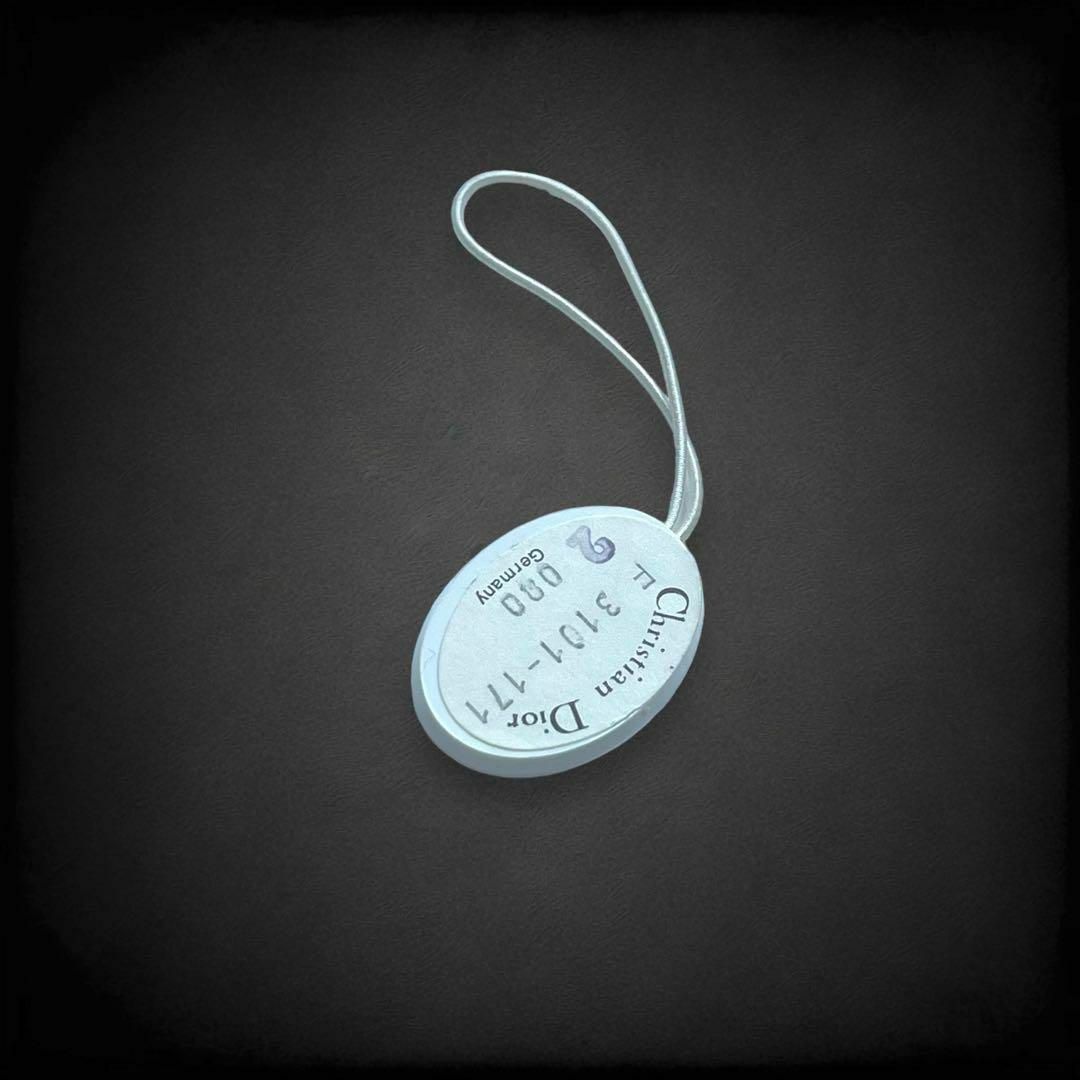 Christian Dior
F 3101-171
080
Germany
2